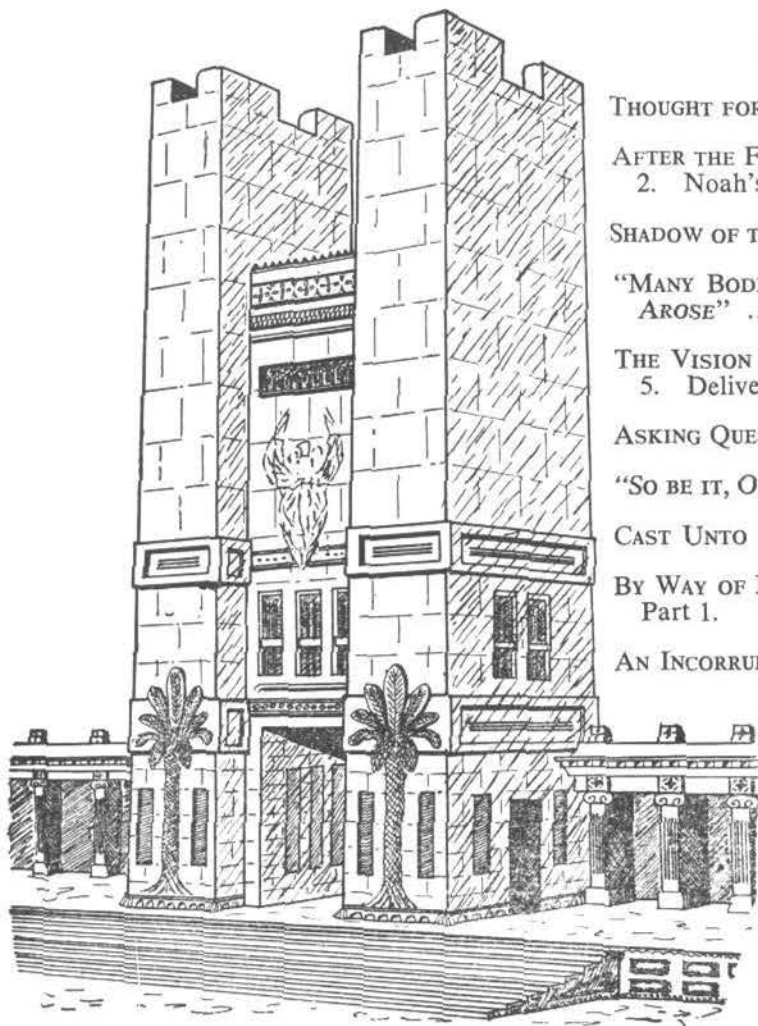 THOUGHT FOR
AFTER THE F
2. Noah's
SHADOW OF T
"MANY BODI
AROSE" ..
THE VISION
5. Delive
ASKING QUE
"SO BE IT, O
CAST UNTO
BY WAY OF
Part 1.
AN INCORRU